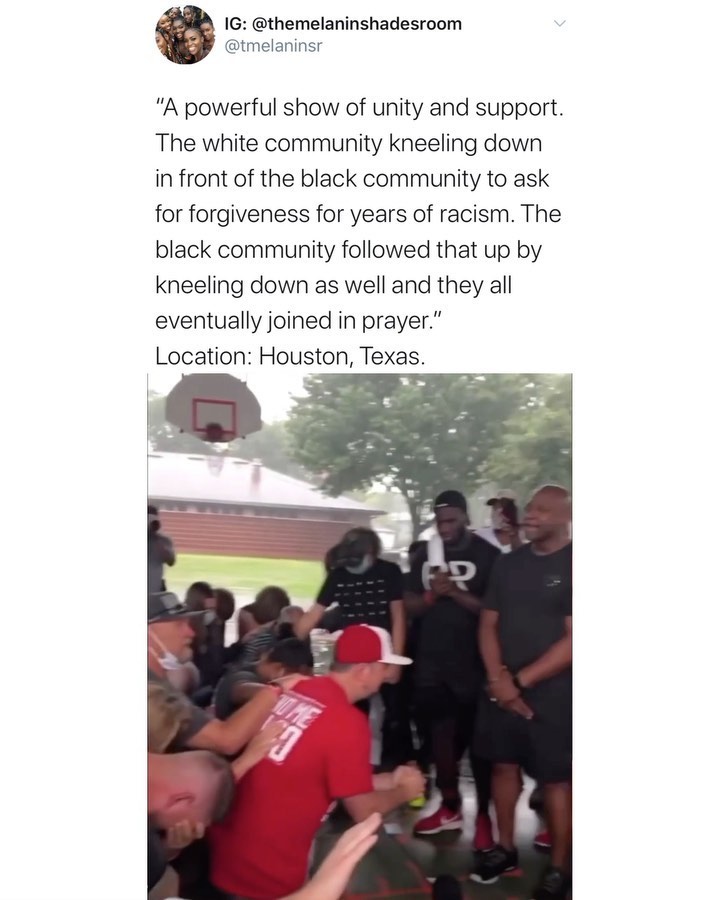 IG: @themelaninshadesroom
@tmelaninsr
“A powerful show of unity and support.
The white community kneeling down
in front of the black community to ask
for forgiveness for years of racism. The
black community followed that up by
kneeling down as well and they all
eventually joined in prayer.”
Location: Houston, Texas.